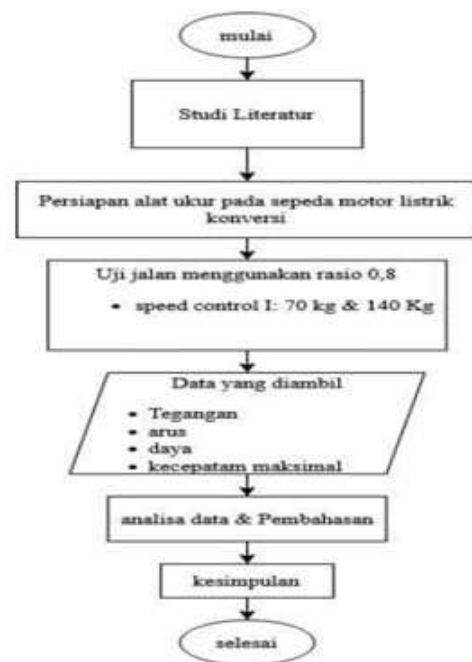 mulai
Studi Literatur
Persiapan alat ukur pada sepeda motor listrik
konversi
Uji jalan menggunakan rasio 0,8
• speed control I: 70 kg & 140 Kg
Data yang diambil
• Tegangan
• arus
• daya
• kecepatam maksimal
analisa data & Pembahasan
kesimpulan
selesai